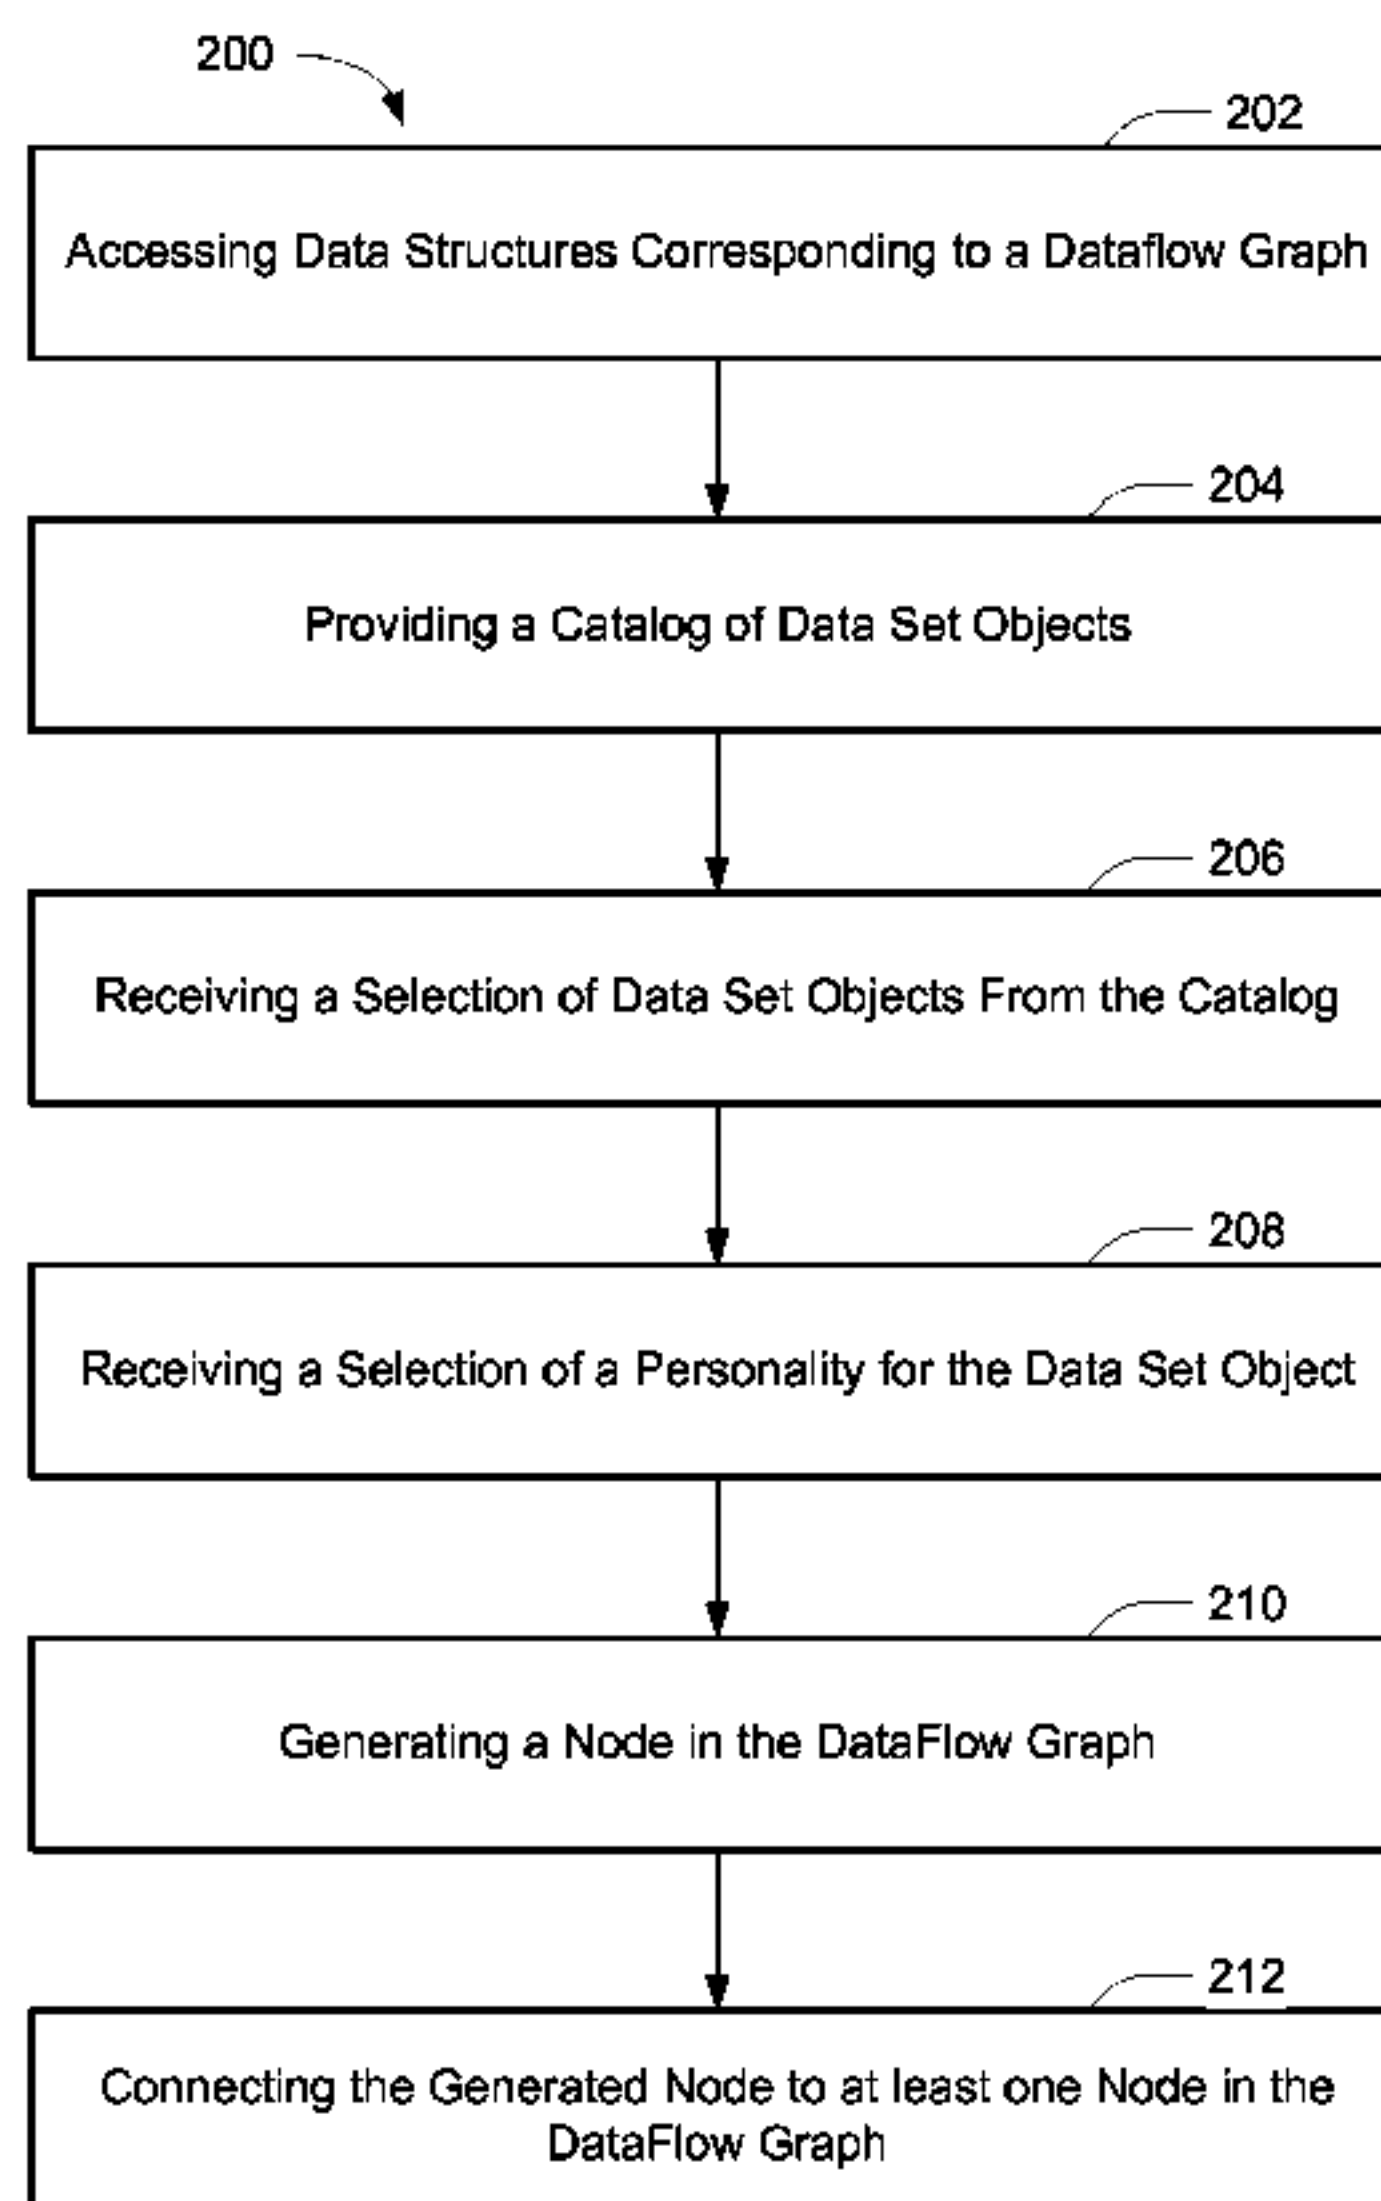 200
202
Accessing Data Structures Corresponding to a Dataflow Graph
204
Providing a Catalog of Data Set Objects
206
Receiving a Selection of Data Set Objects From the Catalog
208
Receiving a Selection of a Personality for the Data Set Object
210
Generating a Node in the DataFlow Graph
212
Connecting the Generated Node to at least one Node in the
DataFlow Graph